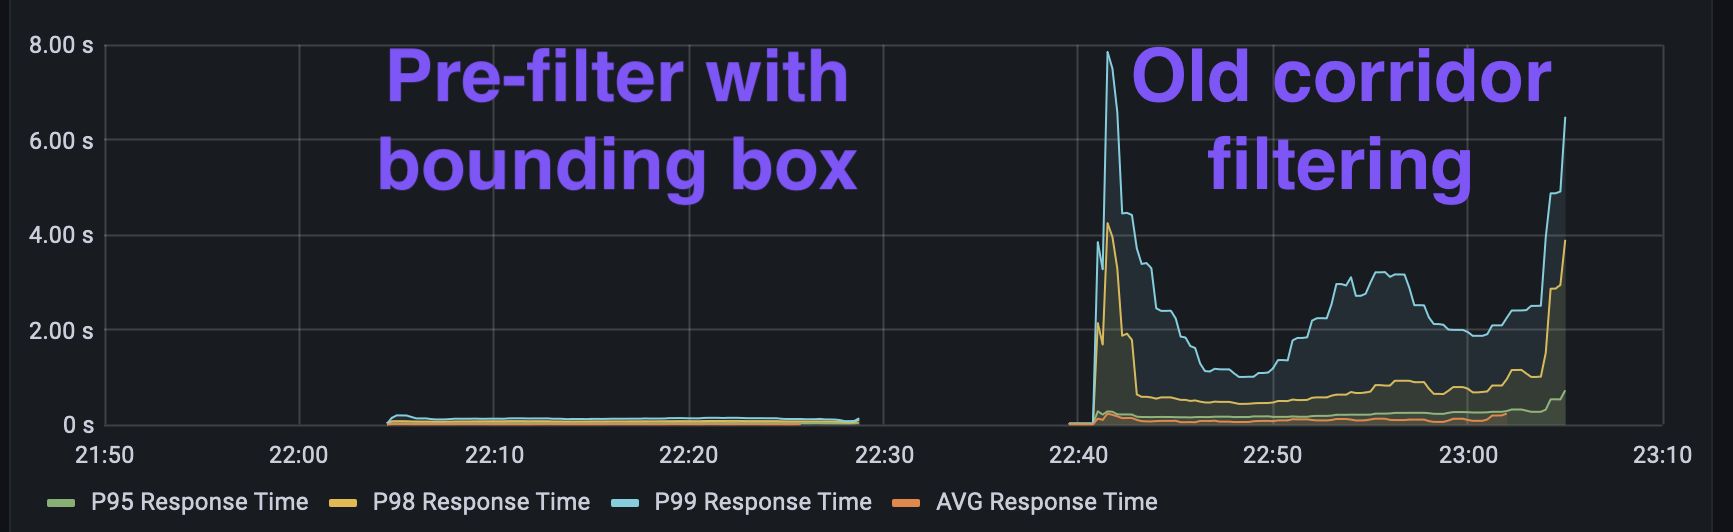 8.00 s
Pre-filter with
bounding box
Old corridor
filtering
6.00 s
4.00 s
2.00 s
0 s
21:50 22:00 22:10 22:20 22:30 22:40 22:50 23:00 23:10
P95 Response Time P98 Response Time P99 Response Time AVG Response Time